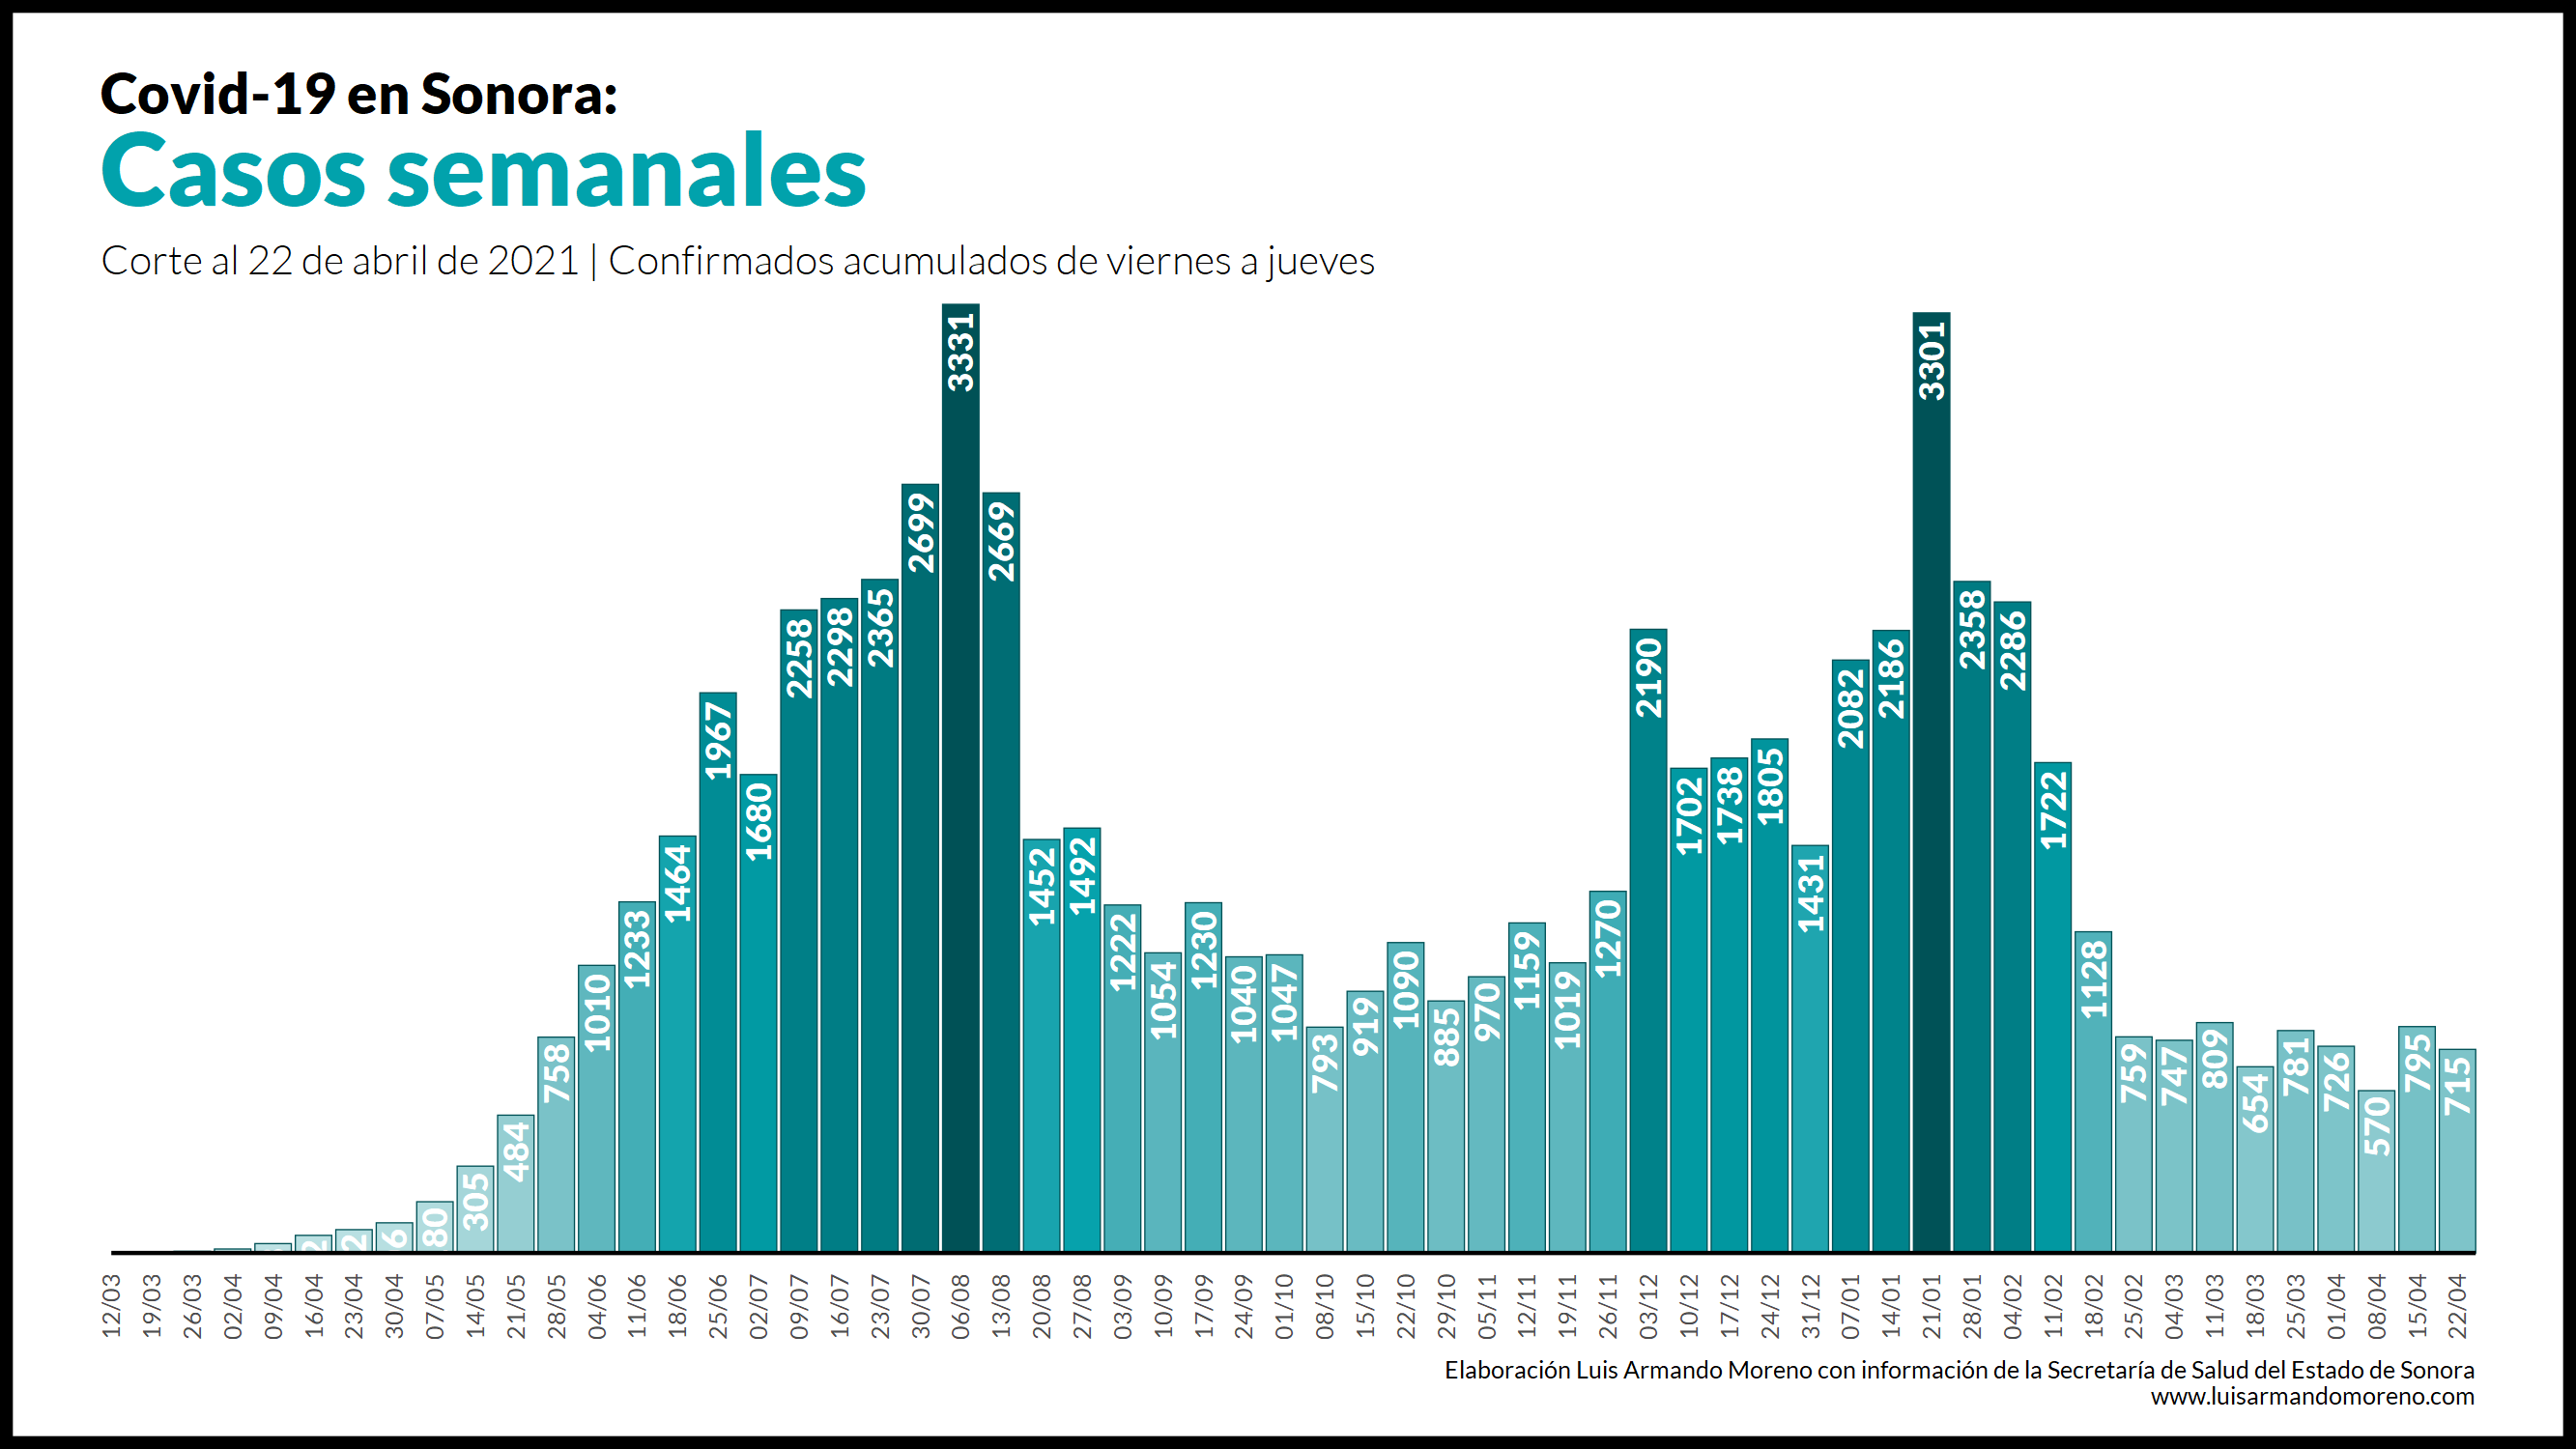 Covid-19 en Sonora:
Casos semanales
Corte al 22 de abril de 2021 | Confirmados acumulados de viernes a jueves
80 305 484 758 1010 1233 1464 1967 1680 2258 2298 2365 2699 3331 2669 1452 1492 1222 1054 1230 1040 1047 793 919 1090 885 970 1159 1019 1270 2190 1702 1738 1805 1431 2082 2186 3301 2358 2286 1722 1128 759 747 809 654 781 726 570 795 715
12/03 19/03 26/03 02/04 09/04 16/04 23/04 30/04 07/05 14/05 21/05 28/05 04/06 11/06 18/06 25/06 02/07 09/07 16/07 23/07 30/07 06/08 13/08 20/08 27/08 03/09 10/09 17/09 24/09 01/10 08/10 15/10 22/10 29/10 05/11 12/11 19/11 26/11 03/12 10/12 17/12 24/12 31/12 07/01 14/01 21/01 28/01 04/02 11/02 18/02 25/02 04/03 11/03 18/03 25/03 01/04 08/04 15/04 22/04
Elaboración Luis Armando Moreno con información de la Secretaría de Salud del Estado de Sonora
www.luisarmandomoreno.com